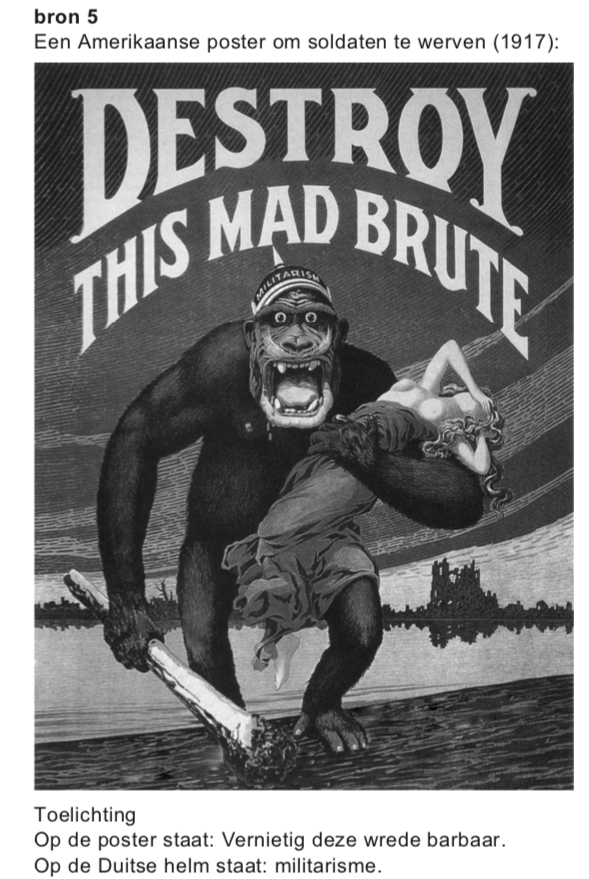 bron 5
Een Amerikaanse poster om soldaten te werven (1917):
DESTROY
THIS MAD BRUTE
MILITARISM
Toelichting
Op de poster staat: Vernietig deze wrede barbaar.
Op de Duitse helm staat: militarisme.